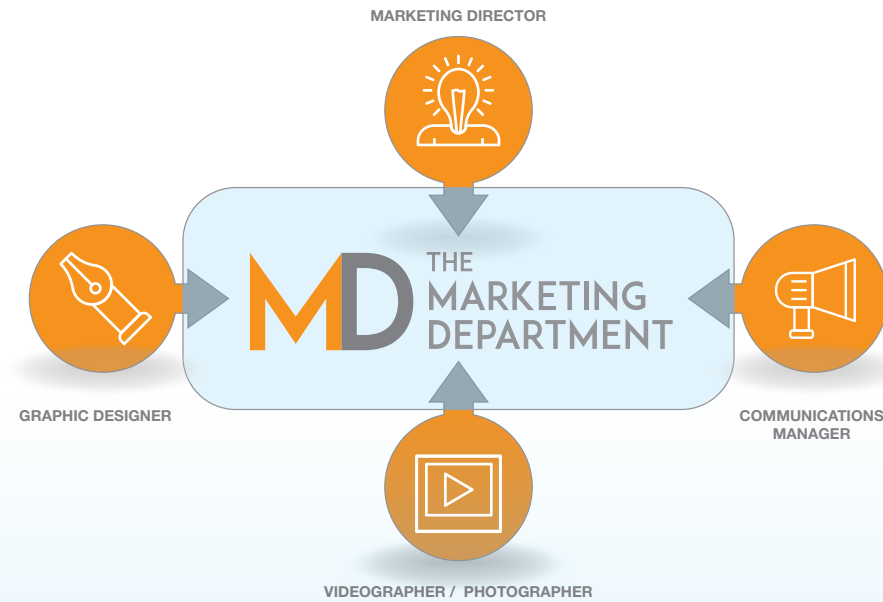 MARKETING DIRECTOR
MD
THE
MARKETING
DEPARTMENT
GRAPHIC DESIGNER
COMMUNICATIONS
MANAGER
VIDEOGRAPHER / PHOTOGRAPHER